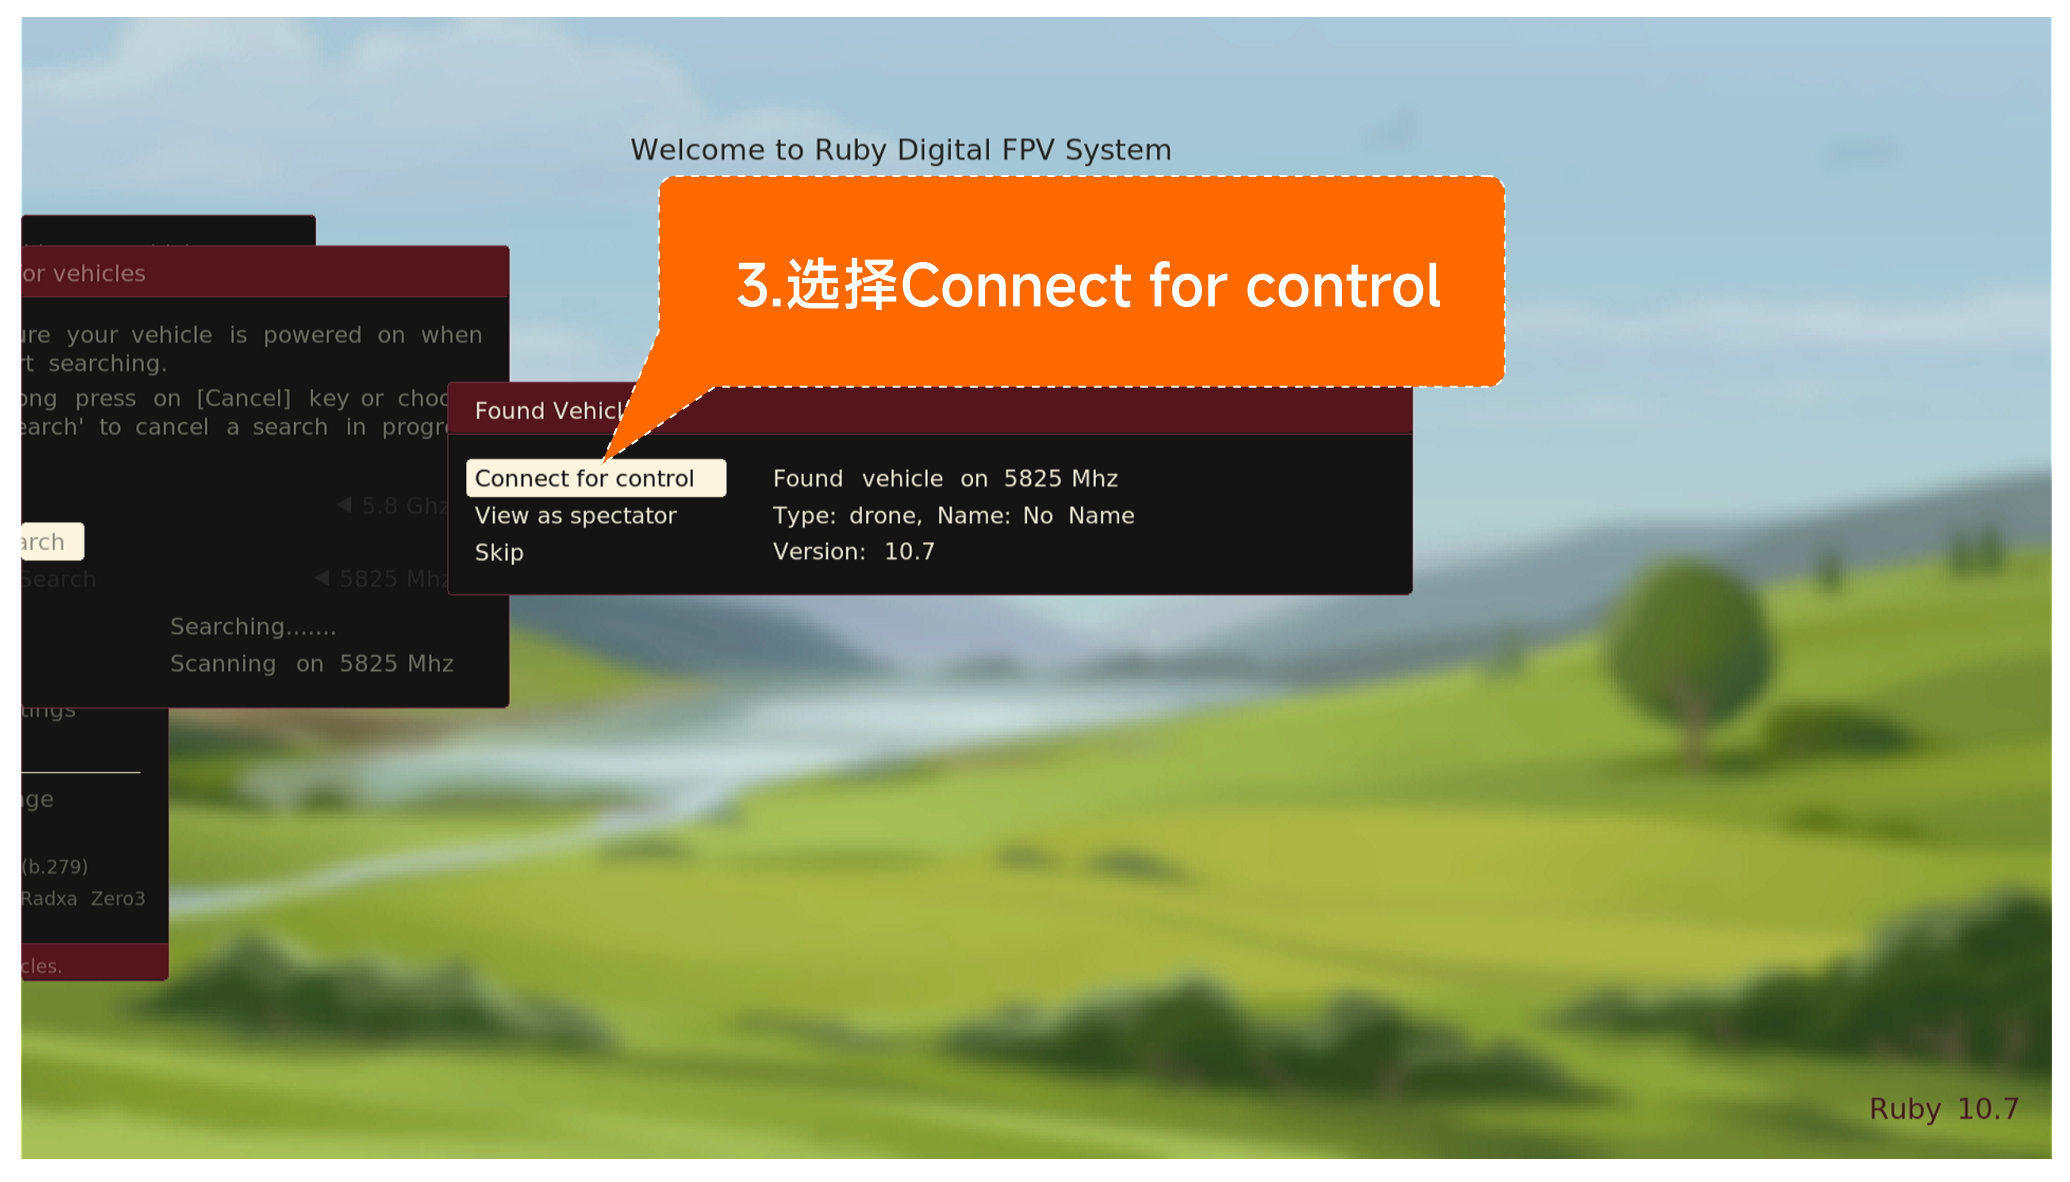 Welcome to Ruby Digital FPV System
3.选择Connect for control
or vehicles
ure your vehicle is powered on when
rt searching.
ong press on [Cancel] key or choo
earch' to cancel a search in progre
5.8 Ghz
arch
Search
5825 Mhz
Searching.......
Scanning on 5825 Mhz
Found Vehicl
Connect for control
View as spectator
Skip
Found vehicle on 5825 Mhz
Type: drone, Name: No Name
Version: 10.7
tings
nge
(b.279)
Radxa Zero3
cles.
Ruby 10.7